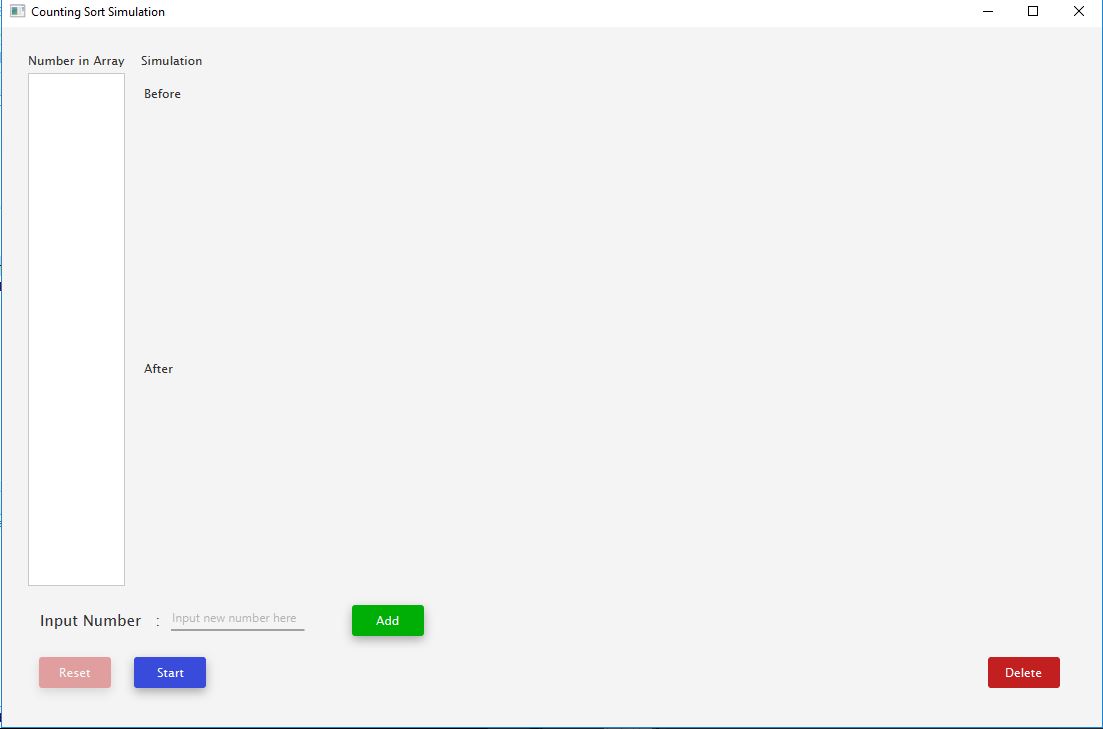 Counting Sort Simulation
Number in Array Simulation
Before
After
Input Number : Input new number here Add
Reset Start Delete